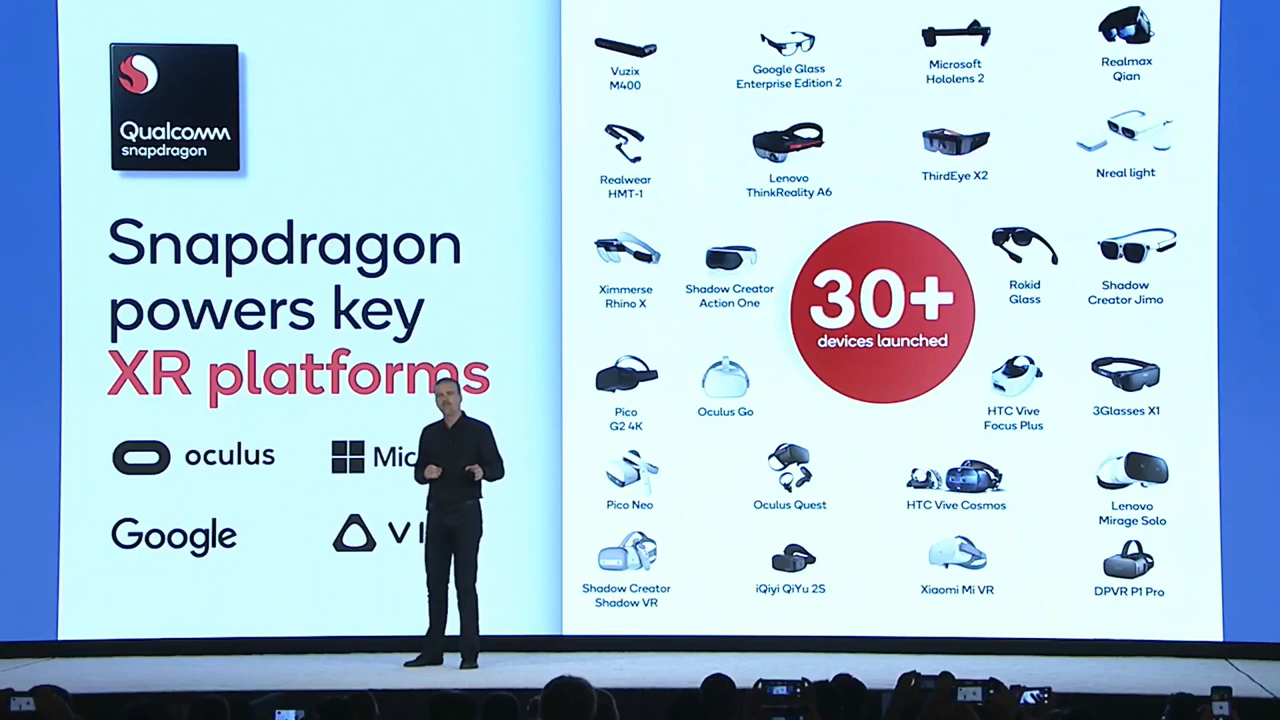 Qualcomm
snapdragon
Snapdragon
powers key
XR platforms
oculus
Google
Vuzix
M400
Google Glass
Enterprise Edition 2
Microsoft
Hololens 2
Realmax
Qian
Realwear
HMT-1
Lenovo
ThinkReality A6
ThirdEye X2
Nreal light
Ximmerse
Rhino X
Shadow Creator
Action One
30+
devices launched
Rokid
Glass
Shadow
Creator Jimo
Pico
G2 4K
Oculus Go
HTC Vive
Focus Plus
3Glasses X1
Pico Neo
Oculus Quest
HTC Vive Cosmos
Lenovo
Mirage Solo
Shadow Creator
Shadow VR
iQiyi QiYu 2S
Xiaomi Mi VR
DPVR P1 Pro